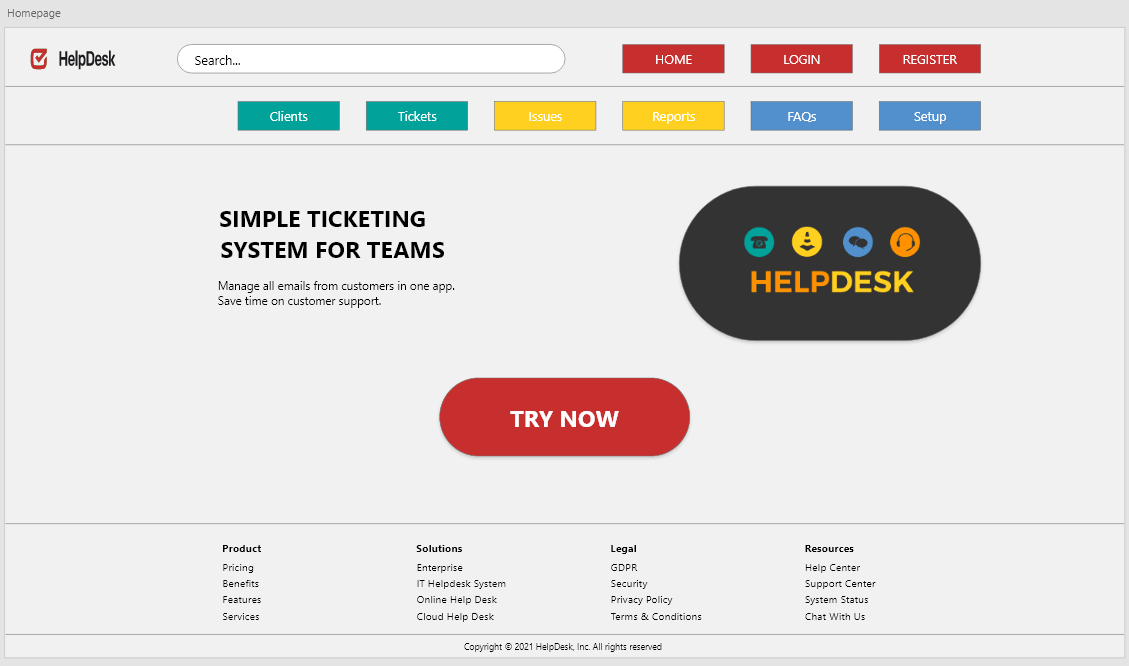 Homepage
HelpDesk
Search...
HOME
LOGIN
REGISTER
Clients
Tickets
Issues
Reports
FAQs
Setup
SIMPLE TICKETING
SYSTEM FOR TEAMS
Manage all emails from customers in one app.
Save time on customer support.
HELPDESK
TRY NOW
Product
Pricing
Benefits
Features
Services
Solutions
Enterprise
IT Helpdesk System
Online Help Desk
Cloud Help Desk
Legal
GDPR
Security
Privacy Policy
Terms & Conditions
Resources
Help Center
Support Center
System Status
Chat With Us
Copyright © 2021 HelpDesk, Inc. All rights reserved